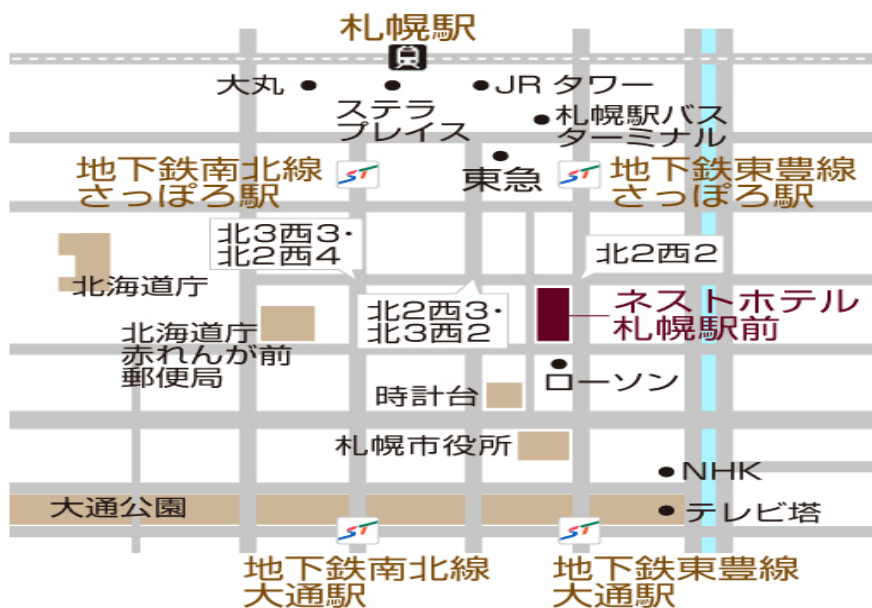 札幌駅
大丸
ステラ
プレイス
JR タワー
札幌駅バス
ターミナル
地下鉄南北線
さっぽろ駅
ST
東急
ST
地下鉄東豊線
さっぽろ駅
北3西3・
北2西4
北2西2
北海道庁
北2西3・
北3西2
ネストホテル
札幌駅前
北海道庁
赤れんが前
郵便局
ローソン
時計台
札幌市役所
NHK
大通公園
テレビ塔
ST
ST
地下鉄南北線
大通駅
地下鉄東豊線
大通駅